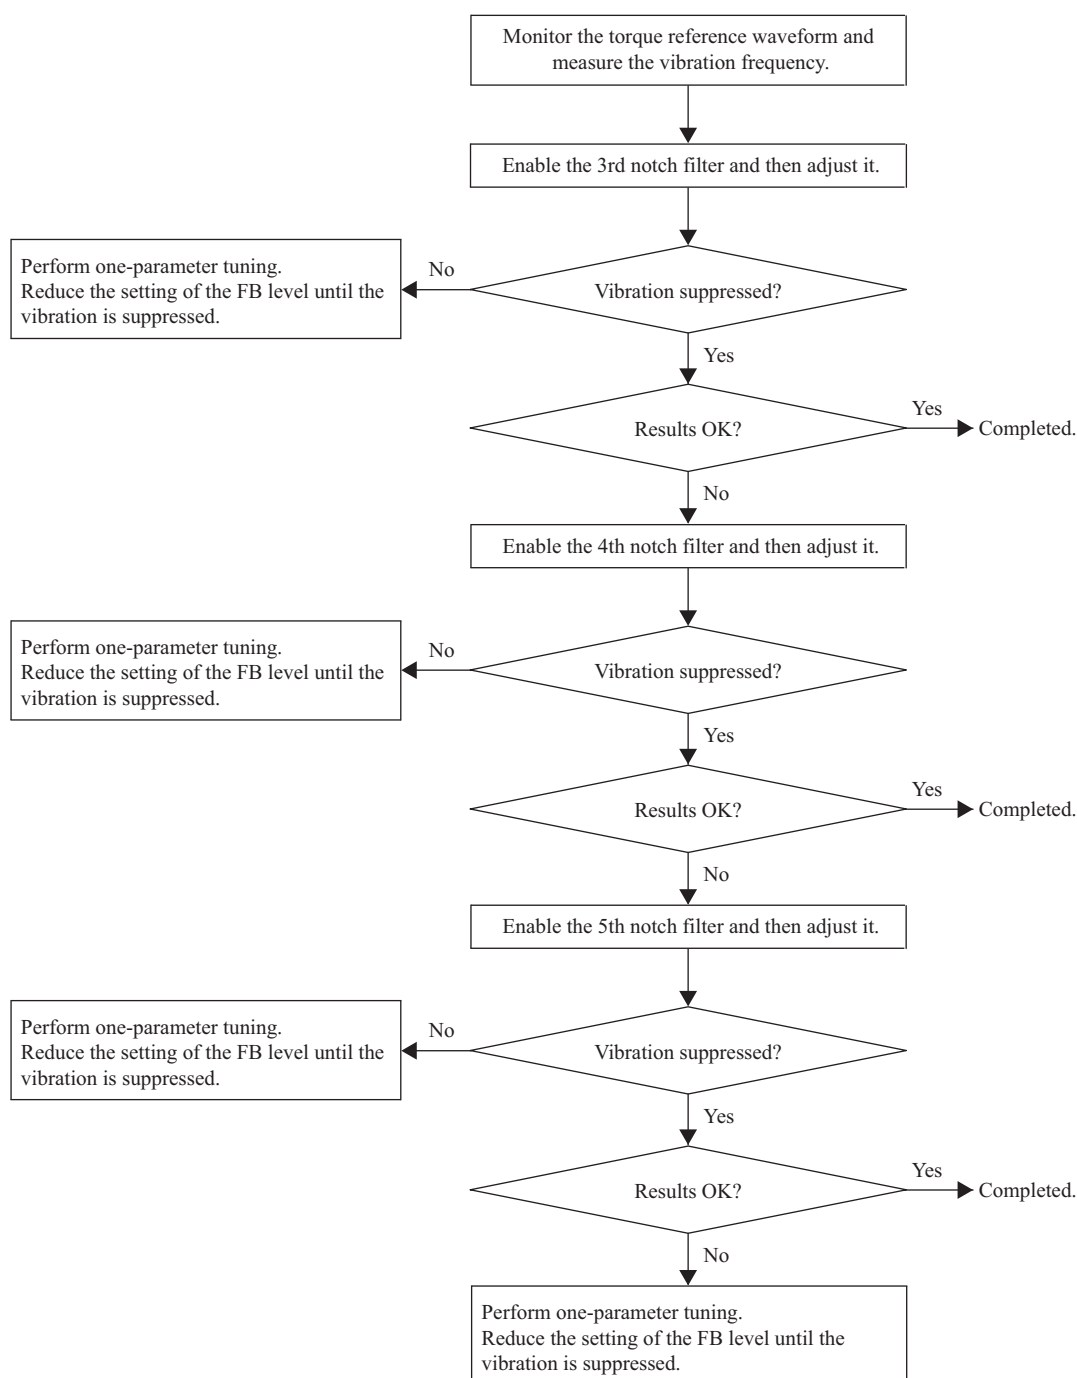 Monitor the torque reference waveform and
measure the vibration frequency.
Enable the 3rd notch filter and then adjust it.
Perform one-parameter tuning.
Reduce the setting of the FB level until the
vibration is suppressed.
No
Vibration suppressed?
Yes
Results OK?
Yes
Completed.
No
Enable the 4th notch filter and then adjust it.
Perform one-parameter tuning.
Reduce the setting of the FB level until the
vibration is suppressed.
No
Vibration suppressed?
Yes
Results OK?
Yes
Completed.
No
Enable the 5th notch filter and then adjust it.
Perform one-parameter tuning.
Reduce the setting of the FB level until the
vibration is suppressed.
No
Vibration suppressed?
Yes
Results OK?
Yes
Completed.
No
Perform one-parameter tuning.
Reduce the setting of the FB level until the
vibration is suppressed.